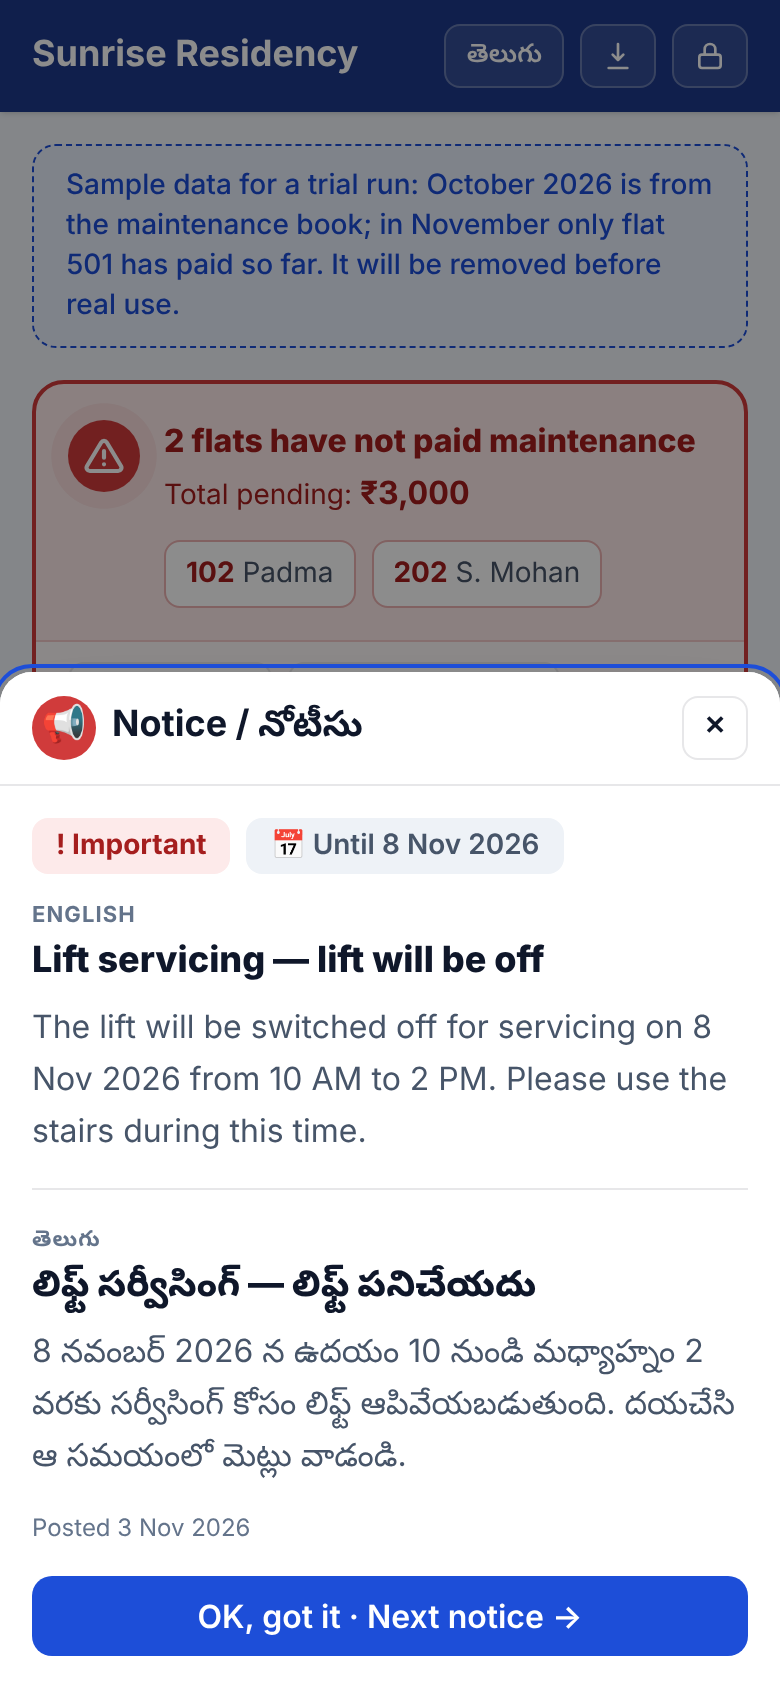 Sunrise Residency
తెలుగు
Sample data for a trial run: October 2026 is from
the maintenance book; in November only flat
501 has paid so far. It will be removed before
real use.
2 flats have not paid maintenance
Total pending: ₹3,000
102 Padma
202 S. Mohan
Notice / నోటీసు
×
! Important
📅 Until 8 Nov 2026
ENGLISH
Lift servicing — lift will be off
The lift will be switched off for servicing on 8
Nov 2026 from 10 AM to 2 PM. Please use the
stairs during this time.
తెలుగు
లిఫ్ట్ సర్వీసింగ్ — లిఫ్ట్ పనిచేయదు
8 నవంబర్ 2026 న ఉదయం 10 నుండి మధ్యాహ్నం 2
వరకు సర్వీసింగ్ కోసం లిఫ్ట్ ఆపివేయబడుతుంది. దయచేసి
ఆ సమయంలో మెట్లు వాడండి.
Posted 3 Nov 2026
OK, got it · Next notice →